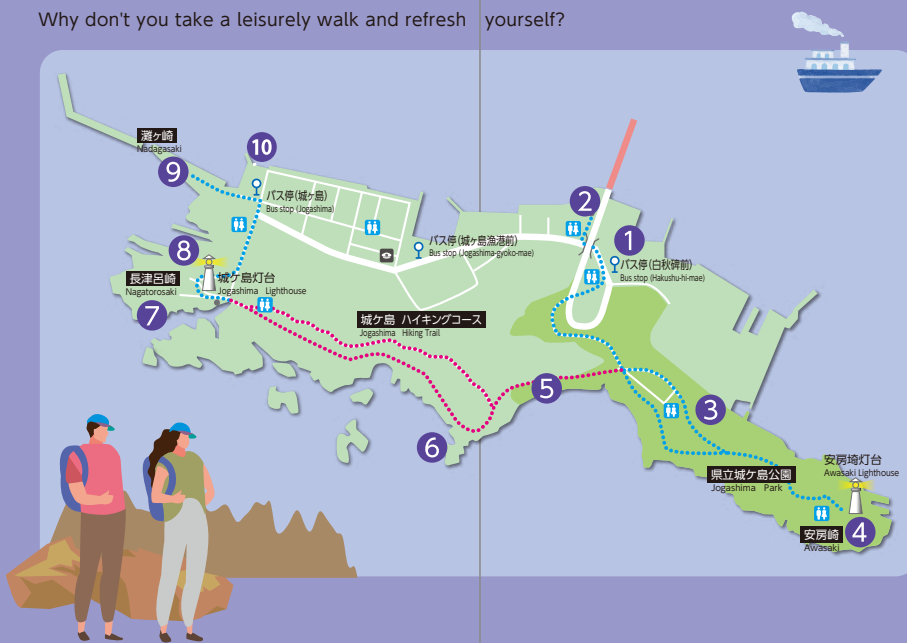 Why don't you take a leisurely walk and refresh yourself?
灘ヶ崎
Nadagasaki
10
9
バス停(城ヶ島)
Bus stop (Jogashima)
2
1
バス停(城ヶ島漁港前)
Bus stop (Jogashima-gyoko-mae)
バス停(白秋碑前)
Bus stop (Hakushu-hi-mae)
8
長津呂崎
Nagatorosaki
城ケ島灯台
Jogashima Lighthouse
7
城ケ島 ハイキングコース
Jogashima Hiking Trail
5
3
6
安房埼灯台
Awasaki Lighthouse
県立城ケ島公園
Jogashima Park
安房崎
Awasaki
4